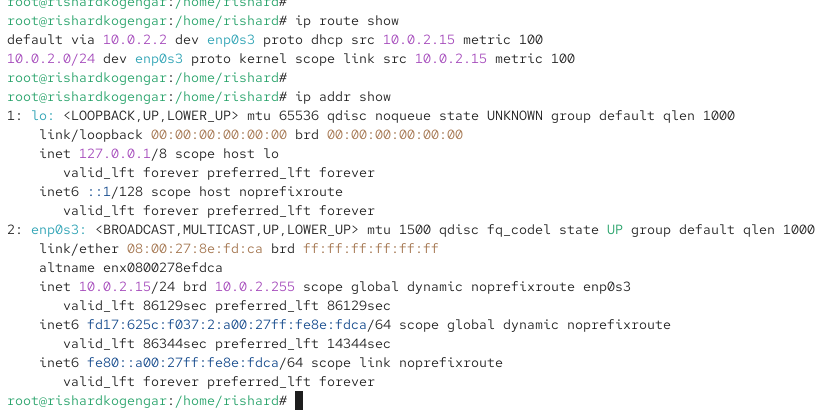 root@rishardkogengar:/home/rishard#
root@rishardkogengar:/home/rishard# ip route show
default via 10.0.2.2 dev enp0s3 proto dhcp src 10.0.2.15 metric 100
10.0.2.0/24 dev enp0s3 proto kernel scope link src 10.0.2.15 metric 100
root@rishardkogengar:/home/rishard#
root@rishardkogengar:/home/rishard# ip addr show
1: lo: <LOOPBACK,UP,LOWER_UP> mtu 65536 qdisc noqueue state UNKNOWN group default qlen 1000
    link/loopback 00:00:00:00:00:00 brd 00:00:00:00:00:00
    inet 127.0.0.1/8 scope host lo
       valid_lft forever preferred_lft forever
    inet6 ::1/128 scope host noprefixroute
       valid_lft forever preferred_lft forever
2: enp0s3: <BROADCAST,MULTICAST,UP,LOWER_UP> mtu 1500 qdisc fq_codel state UP group default qlen 1000
    link/ether 08:00:27:8e:fd:ca brd ff:ff:ff:ff:ff:ff
    altname enx0800278efdca
    inet 10.0.2.15/24 brd 10.0.2.255 scope global dynamic noprefixroute enp0s3
       valid_lft 86129sec preferred_lft 86129sec
    inet6 fd17:625c:f037:2:a00:27ff:fe8e:fdca/64 scope global dynamic noprefixroute
       valid_lft 86344sec preferred_lft 14344sec
    inet6 fe80::a00:27ff:fe8e:fdca/64 scope link noprefixroute
       valid_lft forever preferred_lft forever
root@rishardkogengar:/home/rishard#